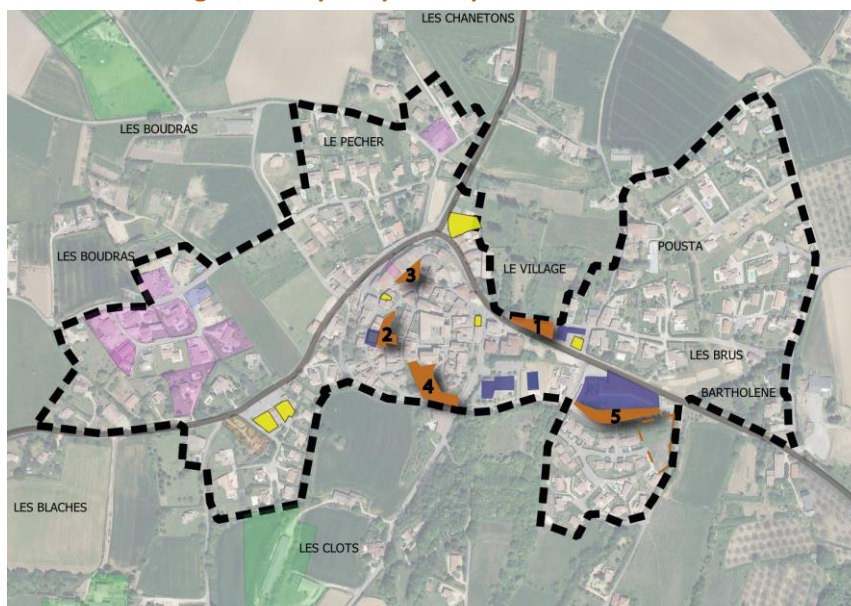 LES CHANETONS
LES BOUDRAS
LE PECHER
LES BOUDRAS
POUSTA
LE VILLAGE
3
1
2
LES BRUS
4
BARTHOLENE
5
LES BLACHES
LES CLOTS